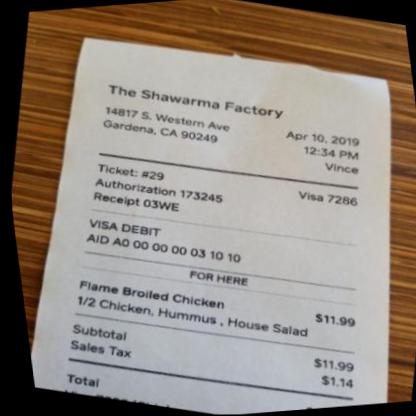 The Shawarma Factory
14817 S. Western Ave
Gardena, CA 90249
Apr 10, 2019
12:34 PM
Vince
Ticket: #29
Visa 7286
Authorization 173245
Receipt 03WE
VISA DEBIT
AID A0 00 00 00 03 10 10
FOR HERE
Flame Broiled Chicken $11.99
1/2 Chicken, Hummus , House Salad
Subtotal $11.99
Sales Tax $1.14
Total